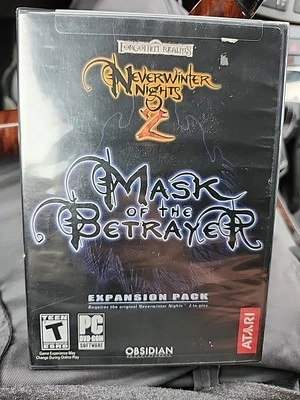 FORGOTTEN REALMS
NEVERWINTER
NIGHTS
2
MASK
OF THE
BETRAYER
EXPANSION PACK
Requires the original Neverwinter Nights 2 to play.
TEEN
T
ESRB
Game Experience May
Change During Online Play
PC
DVD-ROM
SOFTWARE
OBSIDIAN
ATARI